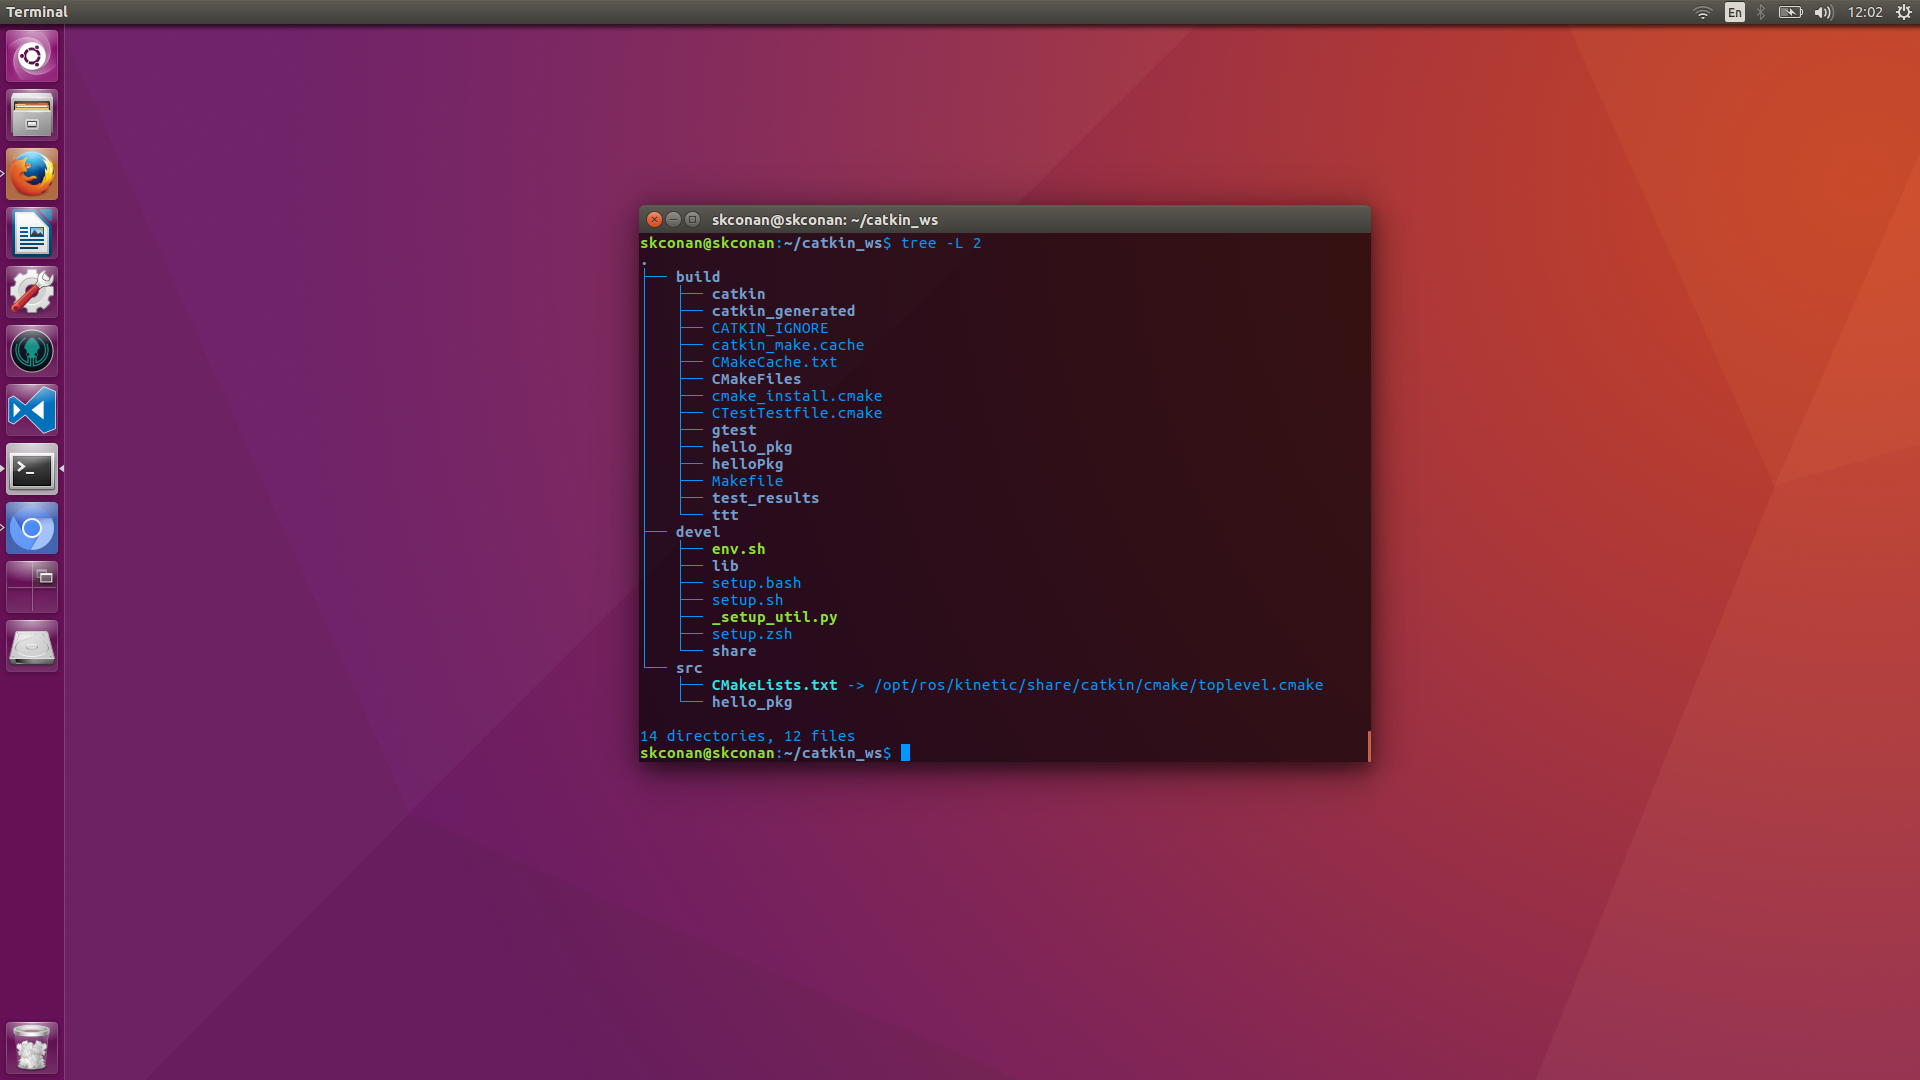 Terminal
En
12:02
skconan@skconan: ~/catkin_ws
skconan@skconan:~/catkin_ws$ tree -L 2
.
├── build
│   ├── catkin
│   ├── catkin_generated
│   ├── CATKIN_IGNORE
│   ├── catkin_make.cache
│   ├── CMakeCache.txt
│   ├── CMakeFiles
│   ├── cmake_install.cmake
│   ├── CTestTestfile.cmake
│   ├── gtest
│   ├── hello_pkg
│   ├── helloPkg
│   ├── Makefile
│   ├── test_results
│   └── ttt
├── devel
│   ├── env.sh
│   ├── lib
│   ├── setup.bash
│   ├── setup.sh
│   ├── _setup_util.py
│   ├── setup.zsh
│   └── share
└── src
    ├── CMakeLists.txt -> /opt/ros/kinetic/share/catkin/cmake/toplevel.cmake
    └── hello_pkg
14 directories, 12 files
skconan@skconan:~/catkin_ws$